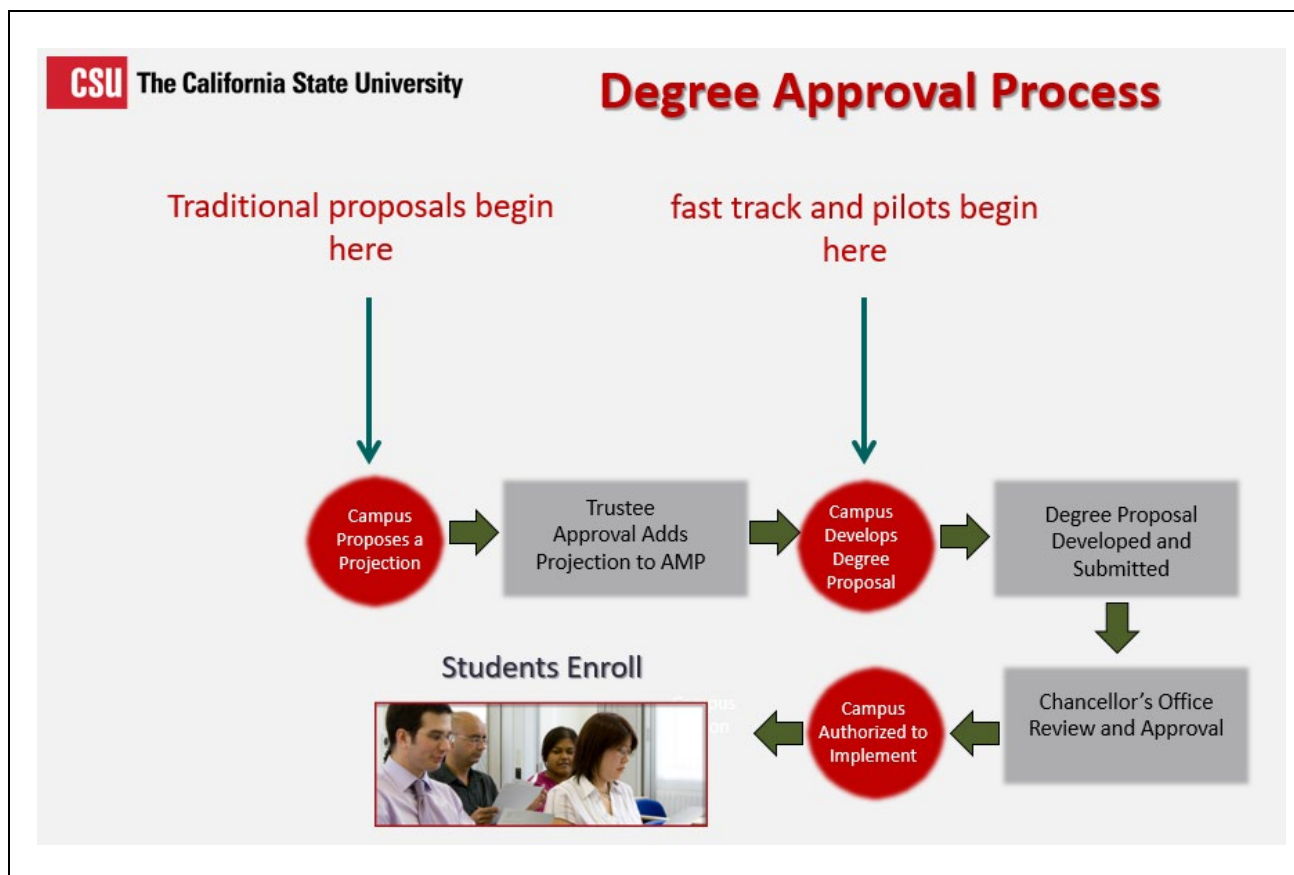 CSU The California State University
Degree Approval Process
Traditional proposals begin
here
fast track and pilots begin
here
Campus
Proposes a
Projection
Trustee
Approval Adds
Projection to AMP
Campus
Develops
Degree
Proposal
Degree Proposal
Developed and
Submitted
Chancellor's Office
Review and Approval
Campus
Authorized to
Implement
Students Enroll